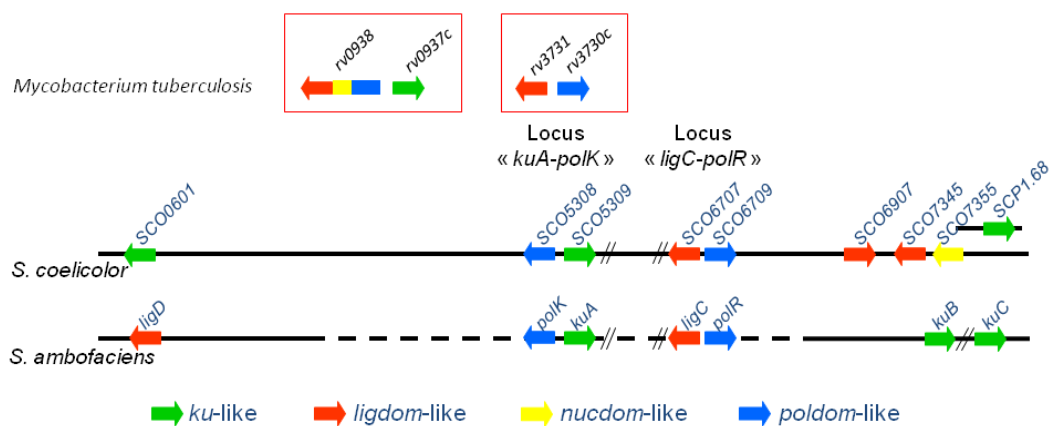 rv0938
rv0937c
rv3731
rv3730c
Mycobacterium tuberculosis
Locus
« kuA-polK »
Locus
« ligC-polR »
SCO0601
SCO5308
SCO5309
SCO6707
SCO6709
SCO6907
SCO7345
SCO7355
SCP1.68
S. coelicolor
ligD
polK
kuA
ligC
polR
kuB
kuC
S. ambofaciens
ku-like
ligdom-like
nucdom-like
poldom-like